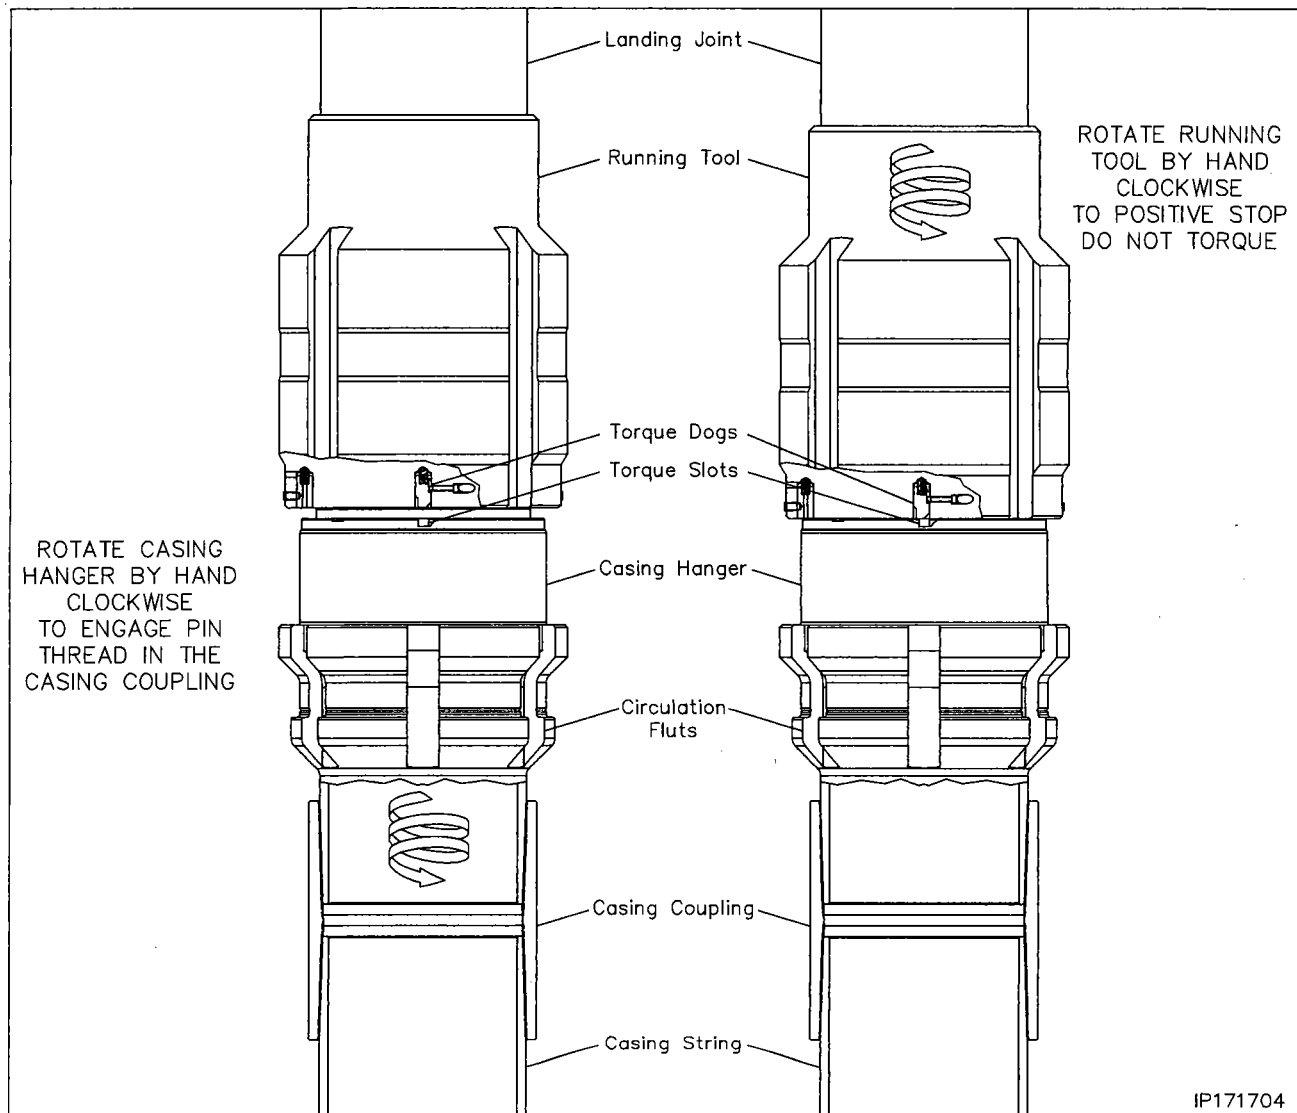 Landing Joint
ROTATE RUNNING
TOOL BY HAND
CLOCKWISE
TO POSITIVE STOP
DO NOT TORQUE
Running Tool
Torque Dogs
Torque Slots
ROTATE CASING
HANGER BY HAND
CLOCKWISE
TO ENGAGE PIN
THREAD IN THE
CASING COUPLING
Casing Hanger
Circulation
Fluts
Casing Coupling
Casing String
IP171704